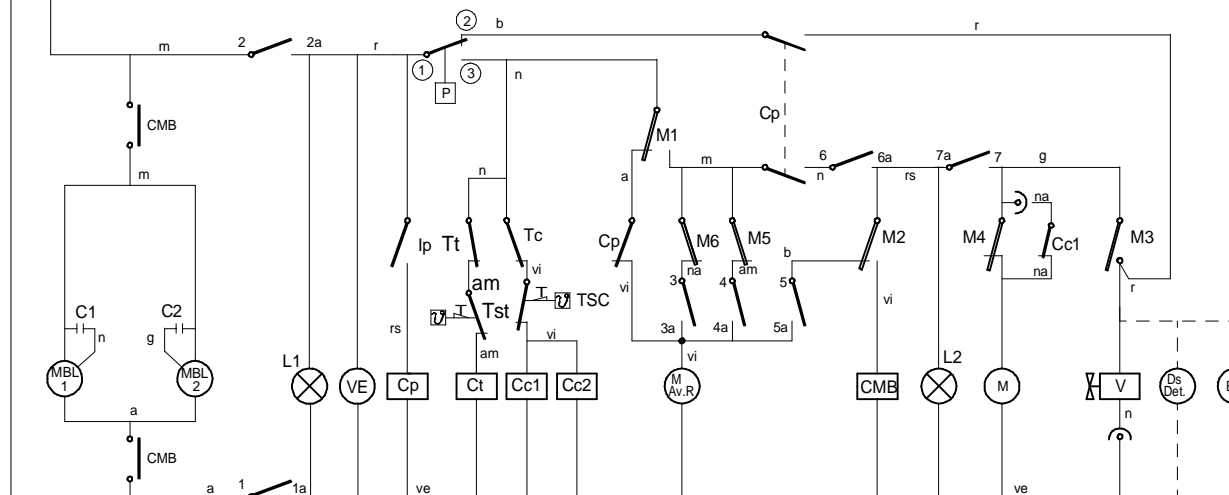 2 b r
m 2 2a r
1 3 n
P
CMB
Cp
M1
m
6 6a 7a 7 g
n rs
m
a
n
na
Ip Tt Tc Cp M6 M5 M2 M4 Cc1 M3
na am b
am vi
vi 3 4 5 vi na r
ϑ T Tst T ϑ TSC
C1 C2
n g rs vi 3a 4a 5a
am
L1 vi L2
MBL 1 MBL 2 VE Cp Ct Cc1 Cc2 M Av.R CMB M V Ds Det. E
a n
CMB
a 1 1a ve ve